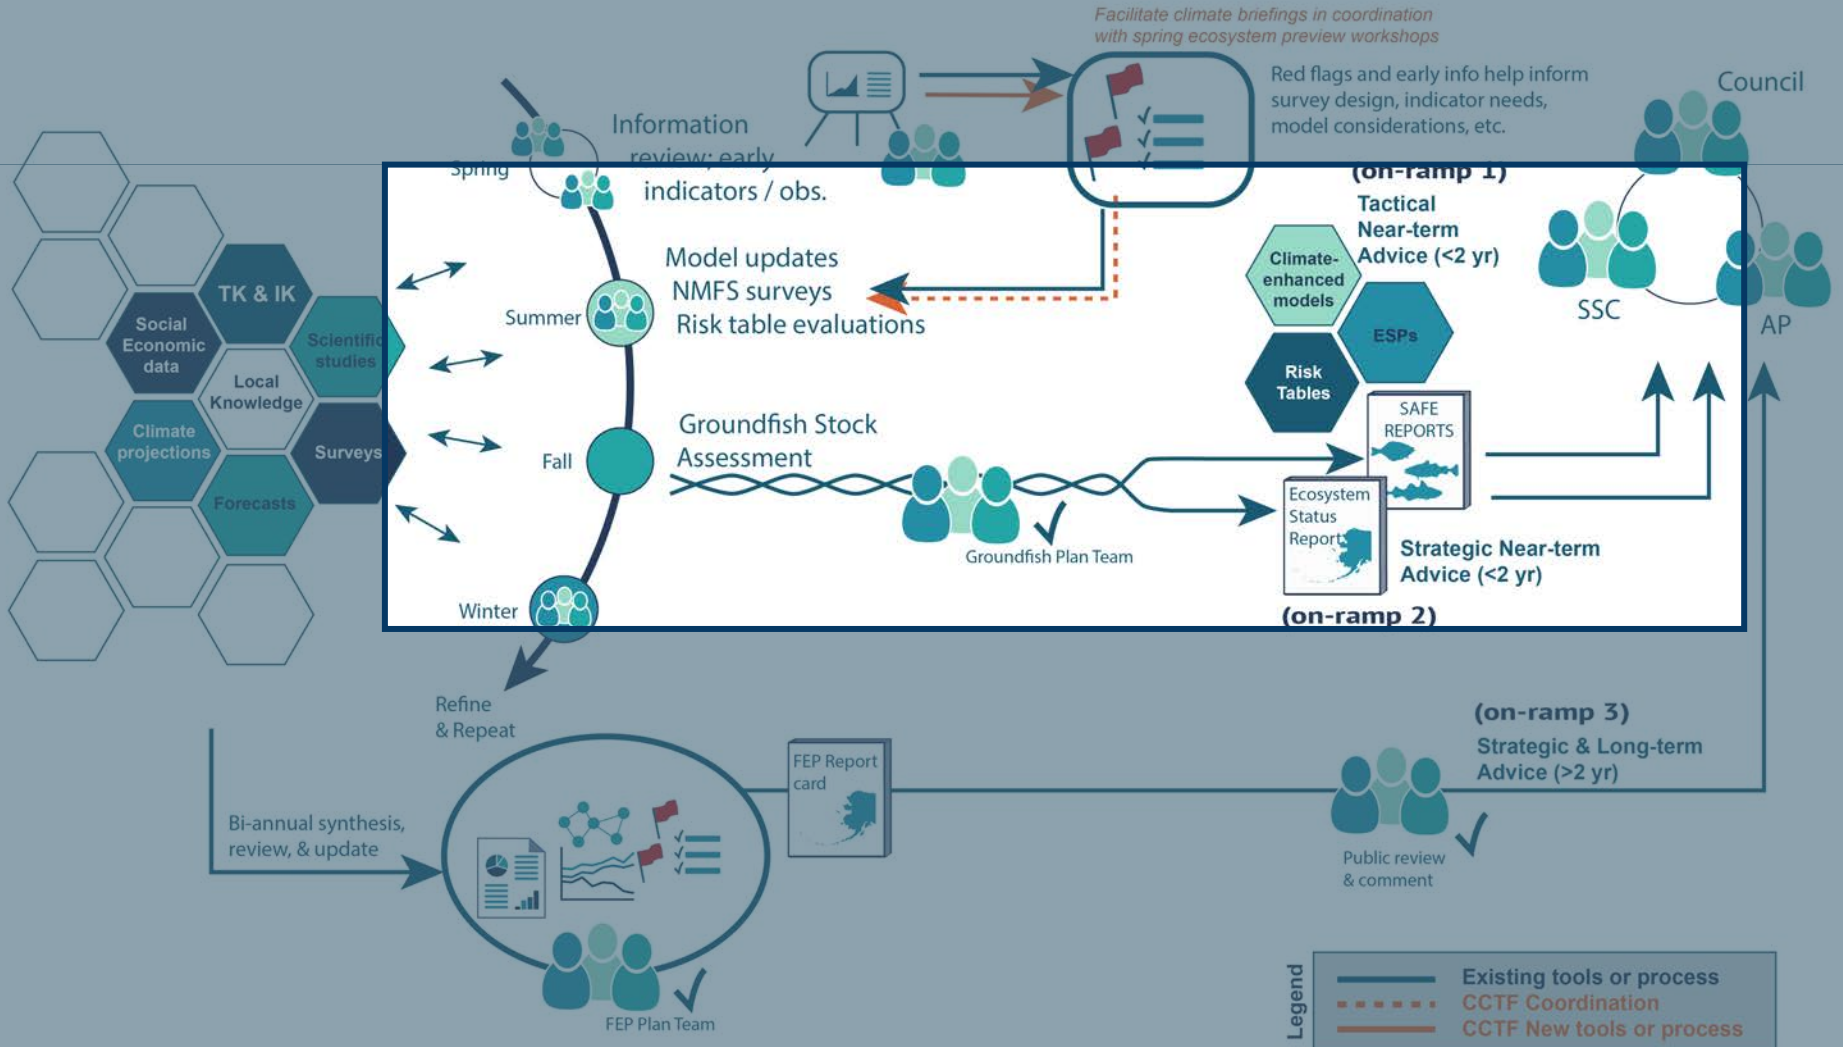 Facilitate climate briefings in coordination
with spring ecosystem preview workshops
Red flags and early info help inform
survey design, indicator needs,
model considerations, etc.
Council
Information
review; early
indicators / obs.
Spring
(on-ramp 1)
Tactical
Near-term
Advice (<2 yr)
Climate-
enhanced
models
ESPs
Risk
Tables
SSC
AP
TK & IK
Social
Economic
data
Scientific
studies
Local
Knowledge
Climate
projections
Surveys
Forecasts
Model updates
NMFS surveys
Risk table evaluations
Summer
Groundfish Stock
Assessment
Fall
Groundfish Plan Team
SAFE
REPORTS
Ecosystem
Status
Report
Strategic Near-term
Advice (<2 yr)
(on-ramp 2)
Winter
Refine
& Repeat
(on-ramp 3)
Strategic & Long-term
Advice (>2 yr)
FEP Report
card
Bi-annual synthesis,
review, & update
Public review
& comment
FEP Plan Team
Legend
Existing tools or process
CCTF Coordination
CCTF New tools or process